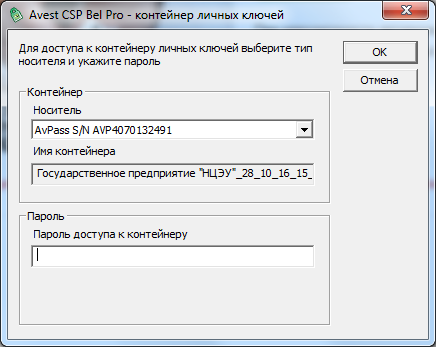 Avest CSP Bel Pro - контейнер личных ключей
Для доступа к контейнеру личных ключей выберите тип
носителя и укажите пароль
OK
Отмена
Контейнер
Носитель
AvPass S/N AVP4070132491
Имя контейнера
Государственное предприятие "НЦЭУ"_28_10_16_15_
Пароль
Пароль доступа к контейнеру